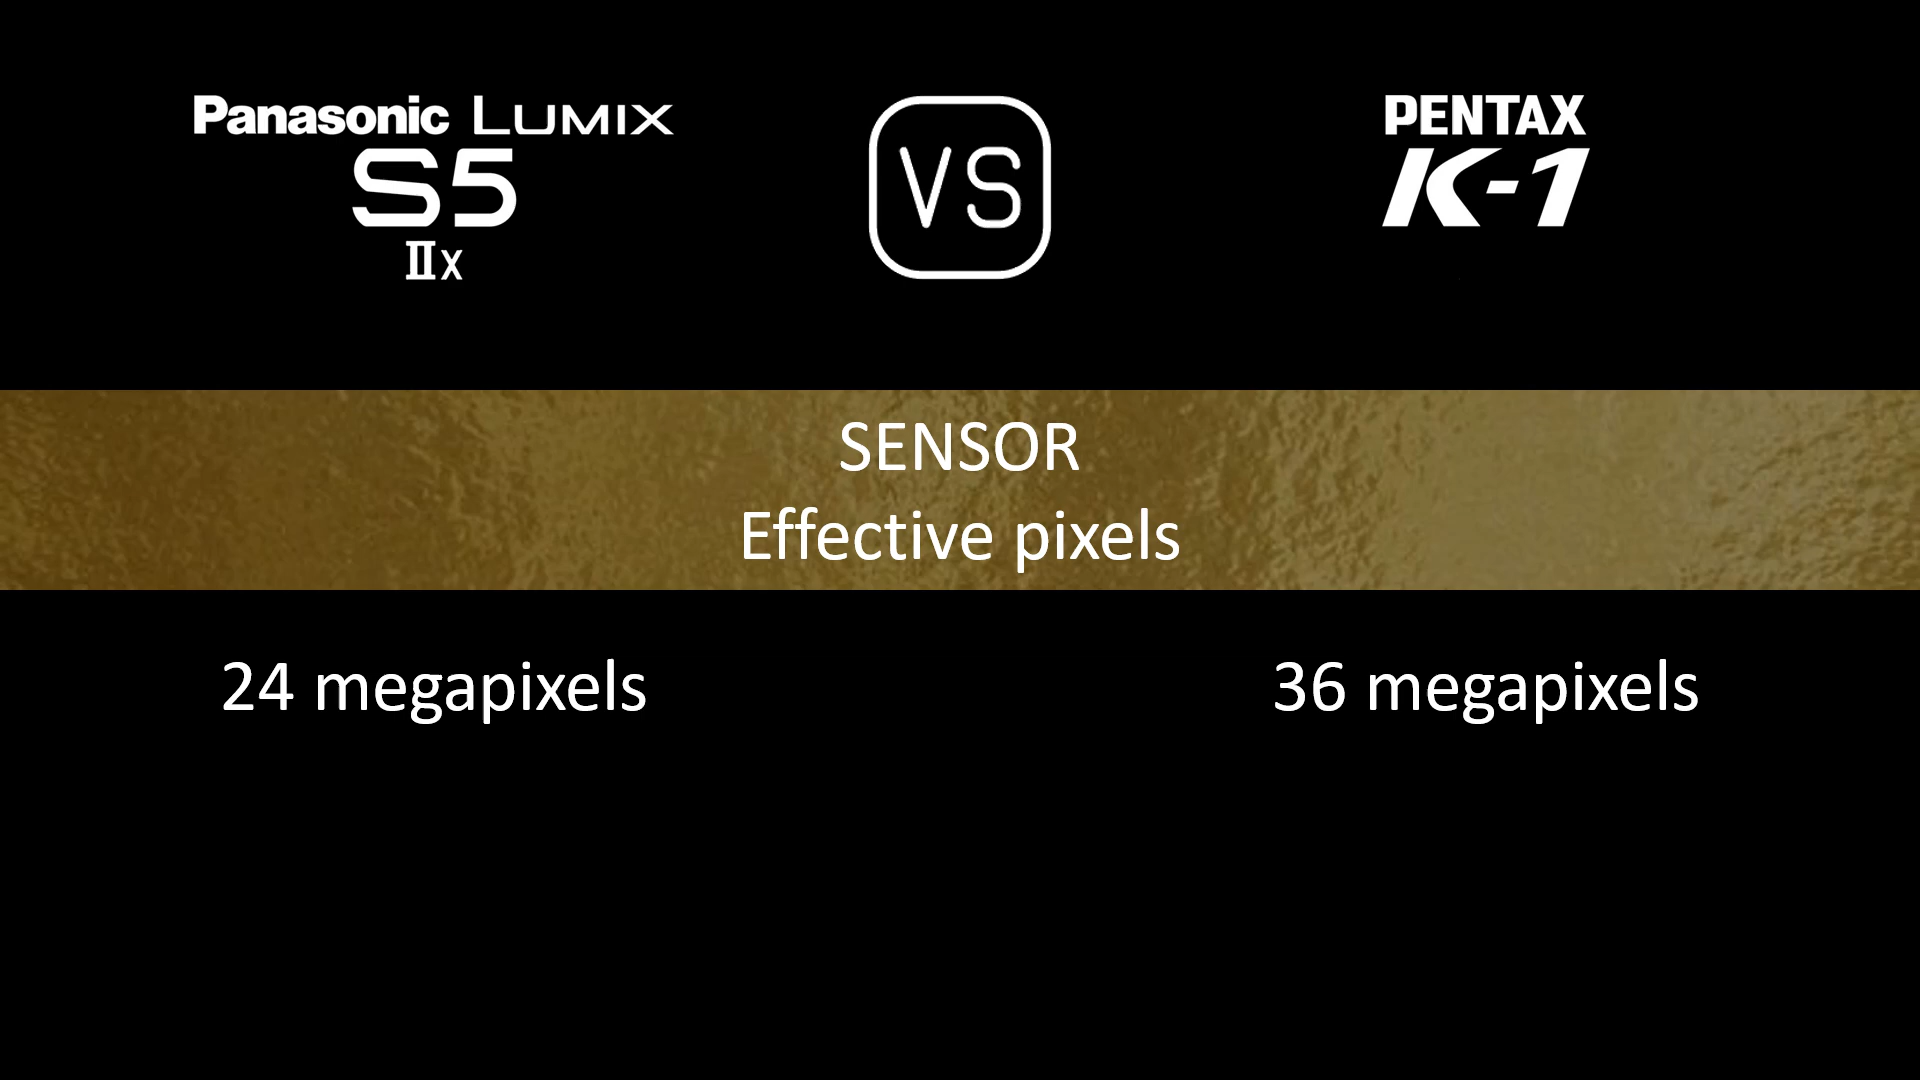 Panasonic LUMIX
S5
IIx
VS
PENTAX
K-1
SENSOR
Effective pixels
24 megapixels
36 megapixels